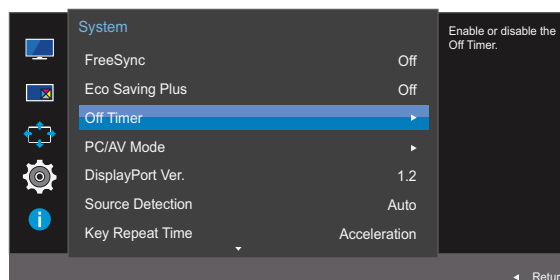 System
FreeSync Off
Eco Saving Plus Off
Off Timer
PC/AV Mode
DisplayPort Ver. 1.2
Source Detection Auto
Key Repeat Time Acceleration
Enable or disable the
Off Timer.
Retur